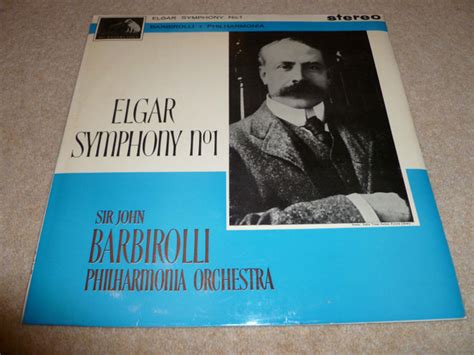 ELGAR SYMPHONY No.1
stereo
BARBIROLLI • PHILHARMONIA
ELGAR
SYMPHONY No1
SIR JOHN
BARBIROLLI
PHILHARMONIA ORCHESTRA